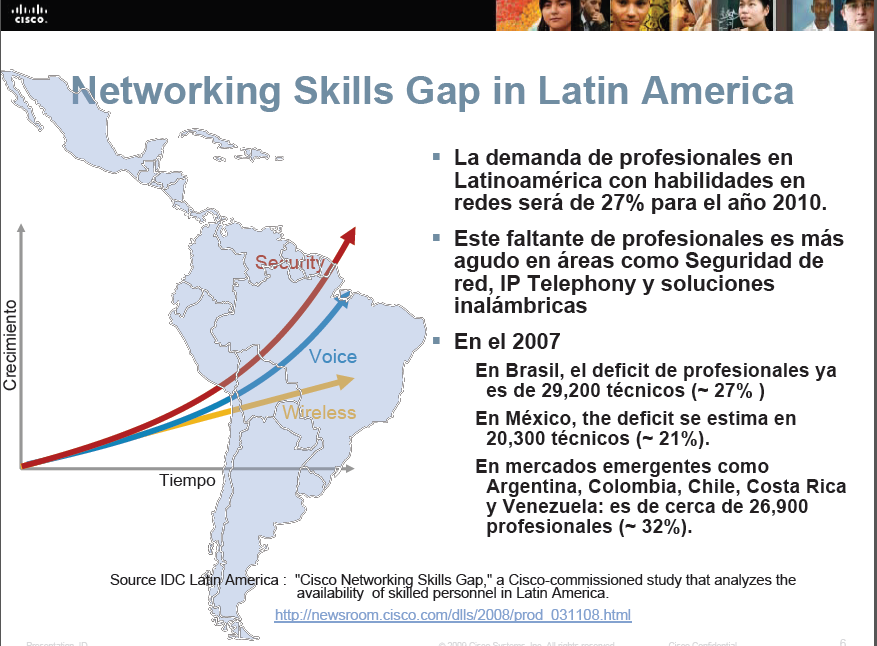 CISCO
Networking Skills Gap in Latin America
La demanda de profesionales en
Latinoamérica con habilidades en
redes será de 27% para el año 2010.
Este faltante de profesionales es más
agudo en áreas como Seguridad de
red, IP Telephony y soluciones
inalámbricas
En el 2007
En Brasil, el deficit de profesionales ya
es de 29,200 técnicos (~ 27% )
En México, the deficit se estima en
20,300 técnicos (~ 21%).
En mercados emergentes como
Argentina, Colombia, Chile, Costa Rica
y Venezuela: es de cerca de 26,900
profesionales (~ 32%).
Crecimiento
Security
Voice
Wireless
Tiempo
Source IDC Latin America : "Cisco Networking Skills Gap," a Cisco-commissioned study that analyzes the
availability of skilled personnel in Latin America.
http://newsroom.cisco.com/dlls/2008/prod_031108.html
Presentation_ID
© 2009 Cisco Systems, Inc. All rights reserved.
Cisco Confidential
6